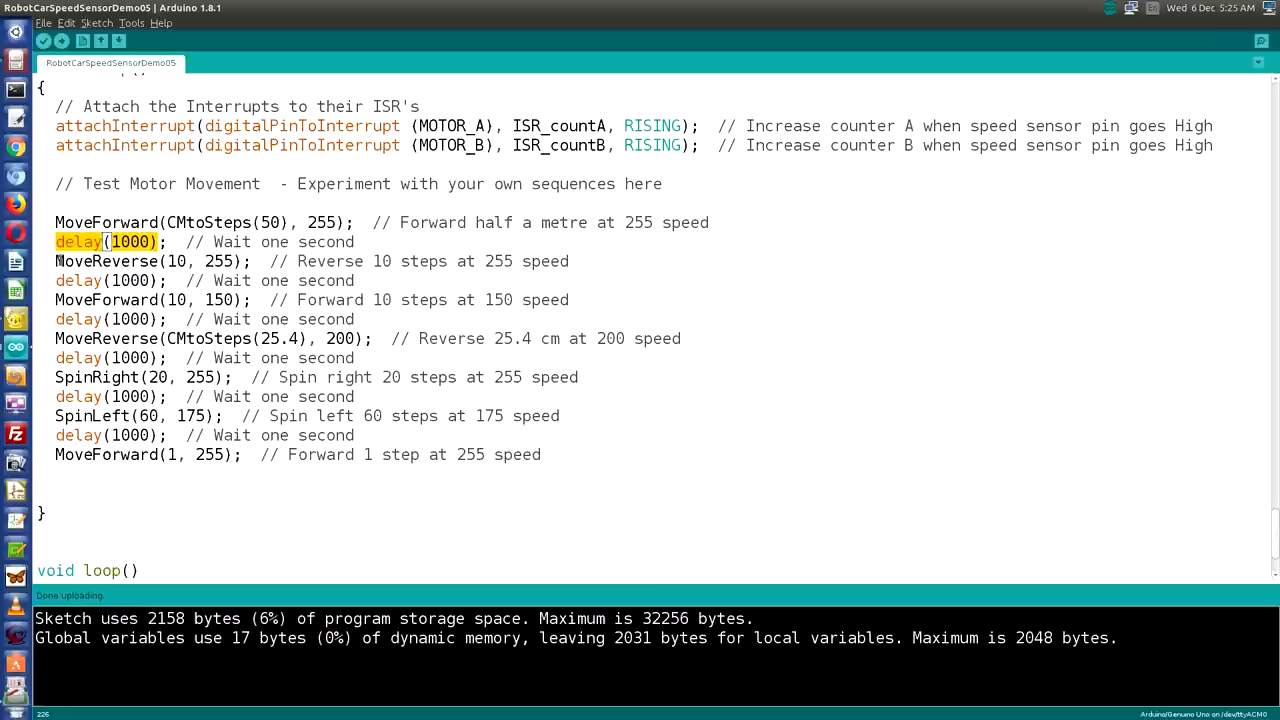 RobotCarSpeedSensorDemo05 | Arduino 1.8.1
En Wed 6 Dec, 5:25 AM
File Edit Sketch Tools Help
RobotCarSpeedSensorDemo05
{
// Attach the Interrupts to their ISR's
attachInterrupt(digitalPinToInterrupt (MOTOR_A), ISR_countA, RISING);  // Increase counter A when speed sensor pin goes High
attachInterrupt(digitalPinToInterrupt (MOTOR_B), ISR_countB, RISING);  // Increase counter B when speed sensor pin goes High
// Test Motor Movement  - Experiment with your own sequences here
MoveForward(CMtoSteps(50), 255);  // Forward half a metre at 255 speed
delay(1000);  // Wait one second
MoveReverse(10, 255);  // Reverse 10 steps at 255 speed
delay(1000);  // Wait one second
MoveForward(10, 150);  // Forward 10 steps at 150 speed
delay(1000);  // Wait one second
MoveReverse(CMtoSteps(25.4), 200);  // Reverse 25.4 cm at 200 speed
delay(1000);  // Wait one second
SpinRight(20, 255);  // Spin right 20 steps at 255 speed
delay(1000);  // Wait one second
SpinLeft(60, 175);  // Spin left 60 steps at 175 speed
delay(1000);  // Wait one second
MoveForward(1, 255);  // Forward 1 step at 255 speed
}
void loop()
Done uploading.
Sketch uses 2158 bytes (6%) of program storage space. Maximum is 32256 bytes.
Global variables use 17 bytes (0%) of dynamic memory, leaving 2031 bytes for local variables. Maximum is 2048 bytes.
226
Arduino/Genuino Uno on /dev/ttyACM0